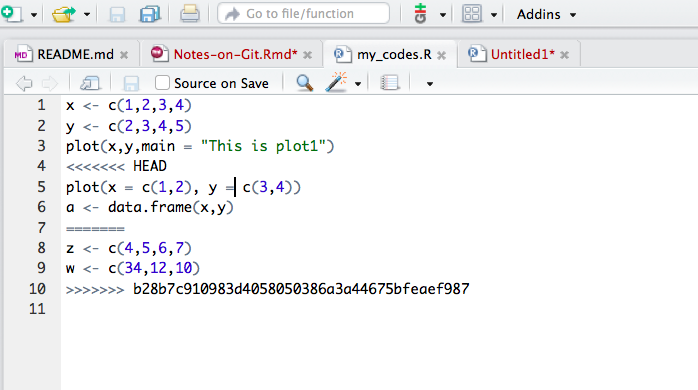 Go to file/function
Addins
README.md
Notes-on-Git.Rmd*
my_codes.R
Untitled1*
Source on Save
1 x <- c(1,2,3,4)
2 y <- c(2,3,4,5)
3 plot(x,y,main = "This is plot1")
4 <<<<<<< HEAD
5 plot(x = c(1,2), y = c(3,4))
6 a <- data.frame(x,y)
7 =======
8 z <- c(4,5,6,7)
9 w <- c(34,12,10)
10 >>>>>>> b28b7c910983d4058050386a3a44675bfeaef987
11